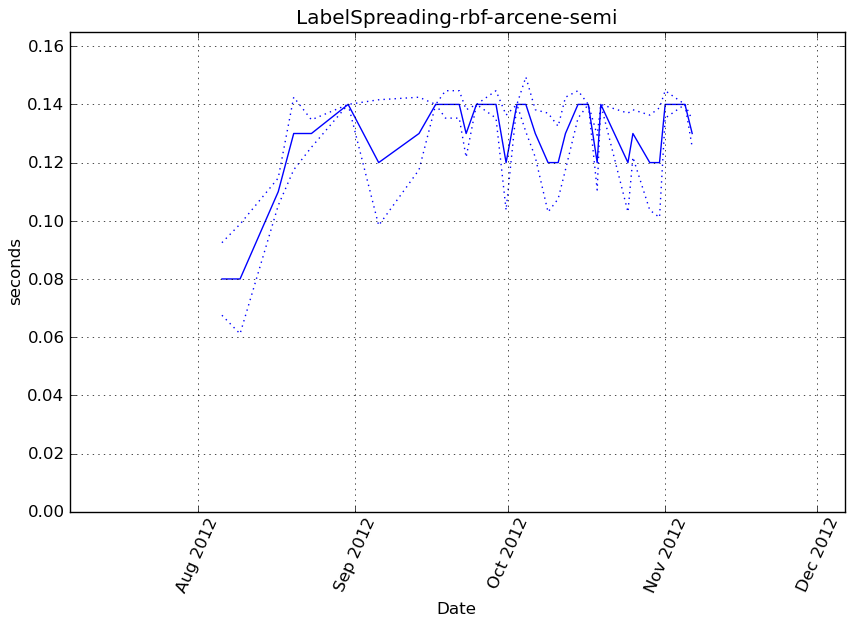 LabelSpreading-rbf-arcene-semi
0.16
0.14
0.12
0.10
0.08
0.06
0.04
0.02
0.00
seconds
Aug 2012
Sep 2012
Oct 2012
Nov 2012
Dec 2012
Date